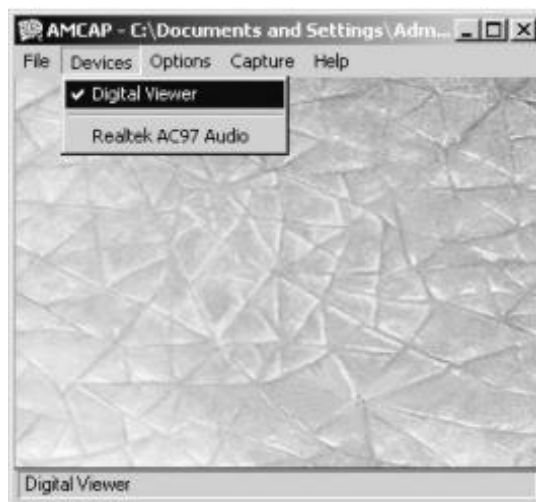 AMCAP - C:\Documents and Settings\Adm...
File Devices Options Capture Help
✔ Digital Viewer
Realtek AC97 Audio
Digital Viewer